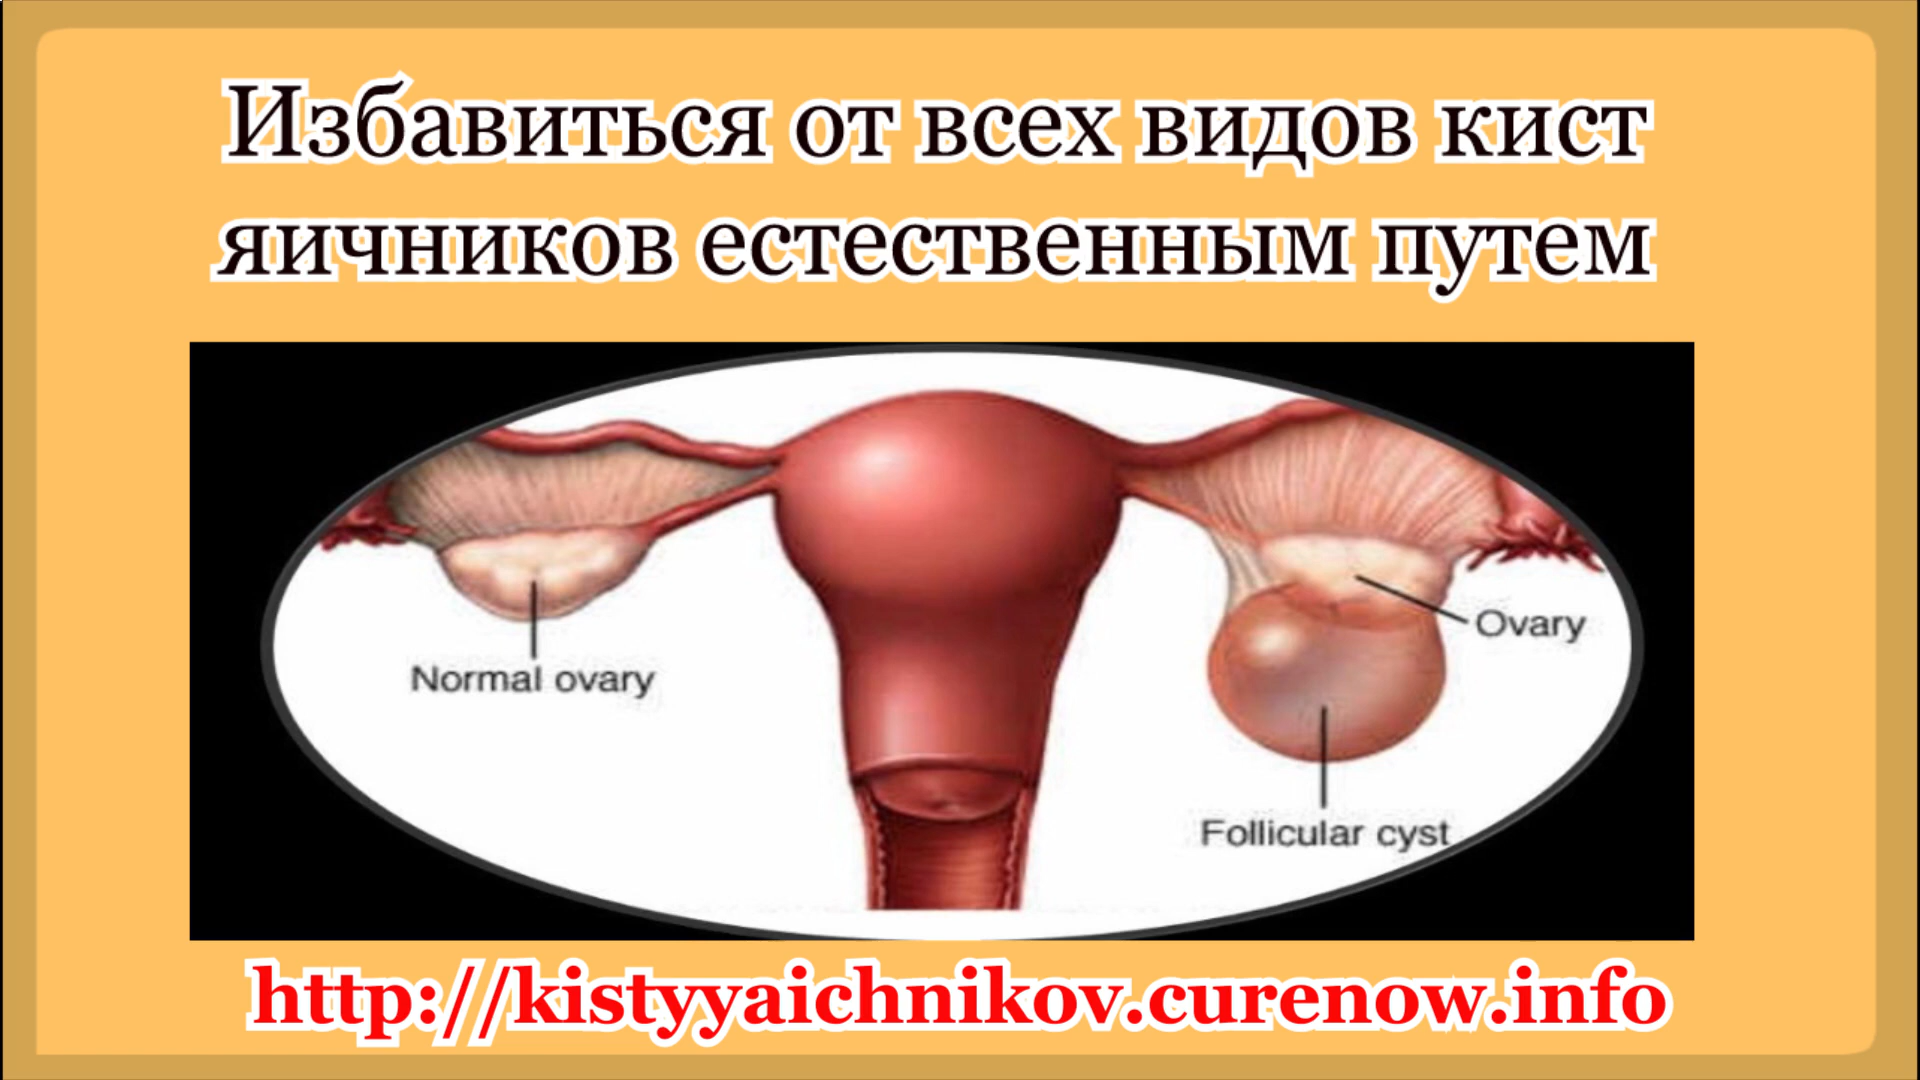 Избавиться от всех видов кист
яичников естественным путем
Normal ovary
Ovary
Follicular cyst
http://kistyyaichnikov.curenow.info